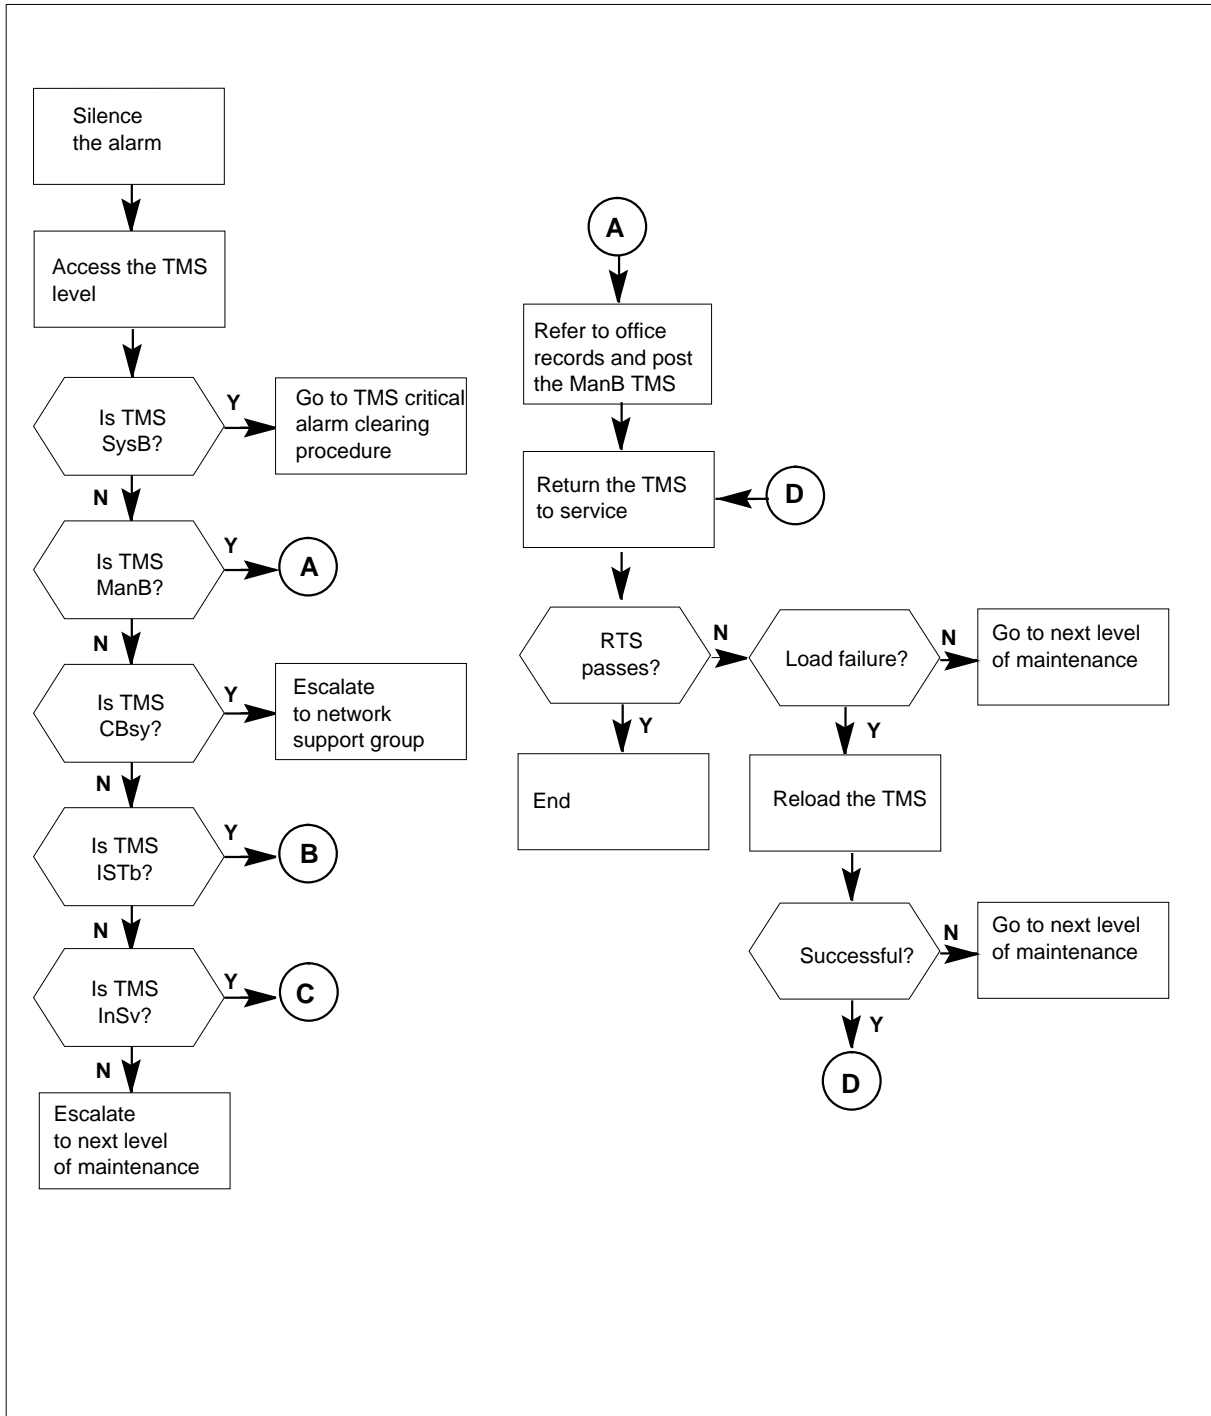 Silence
the alarm
Access the TMS
level
Is TMS
SysB?
Y
Go to TMS critical
alarm clearing
procedure
N
Is TMS
ManB?
Y
A
N
Is TMS
CBsy?
Y
Escalate
to network
support group
N
Is TMS
ISTb?
Y
B
N
Is TMS
InSv?
Y
C
N
Escalate
to next level
of maintenance
A
Refer to office
records and post
the ManB TMS
Return the TMS
to service
D
RTS
passes?
N
Load failure?
N
Go to next level
of maintenance
Y
End
Y
Reload the TMS
Successful?
N
Go to next level
of maintenance
Y
D